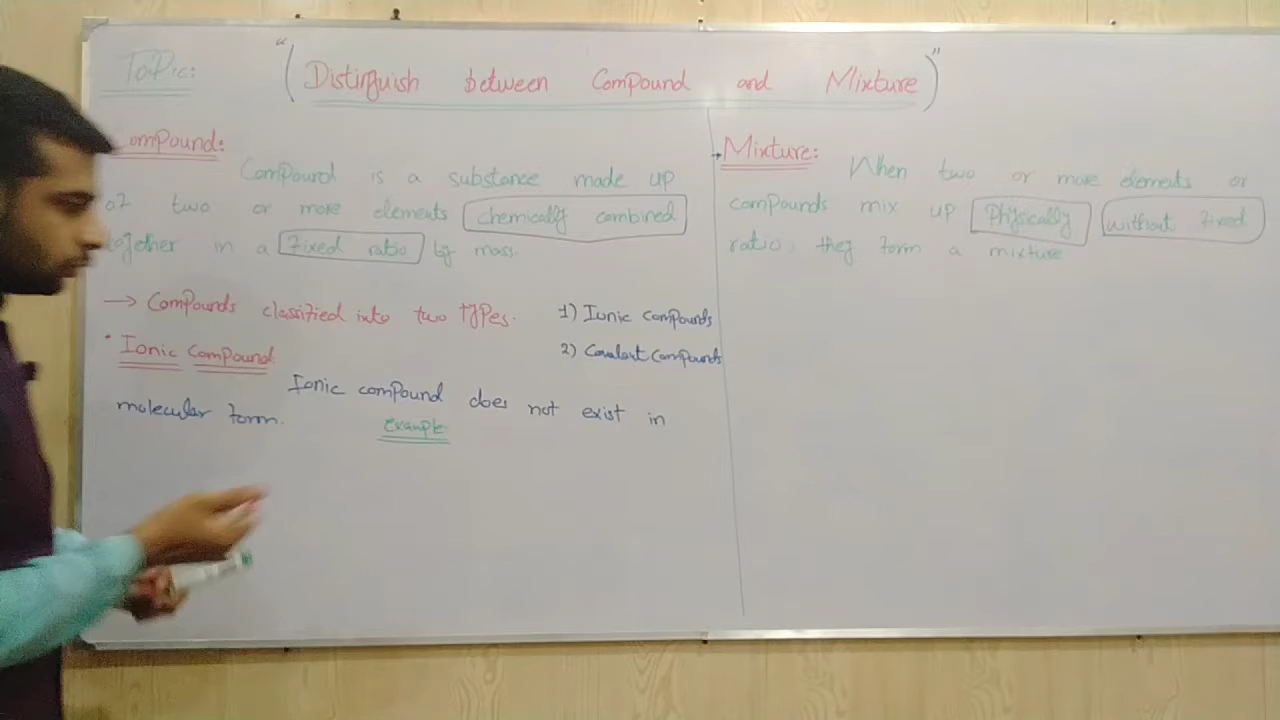 Topic: "(Distinguish between Compound and Mixture)"
Compound:
Compound is a substance made up
of two or more elements chemically combined
together in a fixed ratio by mass.
→ Compounds classified into two types.
1) Ionic Compounds
2) Covalent Compounds
• Ionic Compound
Ionic compound does not exist in
molecular form.
Example
→ Mixture: When two or more elements or
compounds mix up Physically without fixed
ratio, they form a mixture